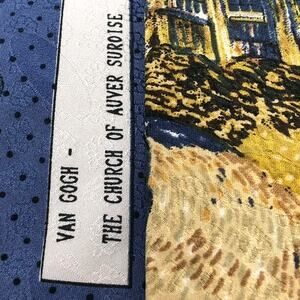 VAN GOGH -
THE CHURCH OF AUVER SUROISE